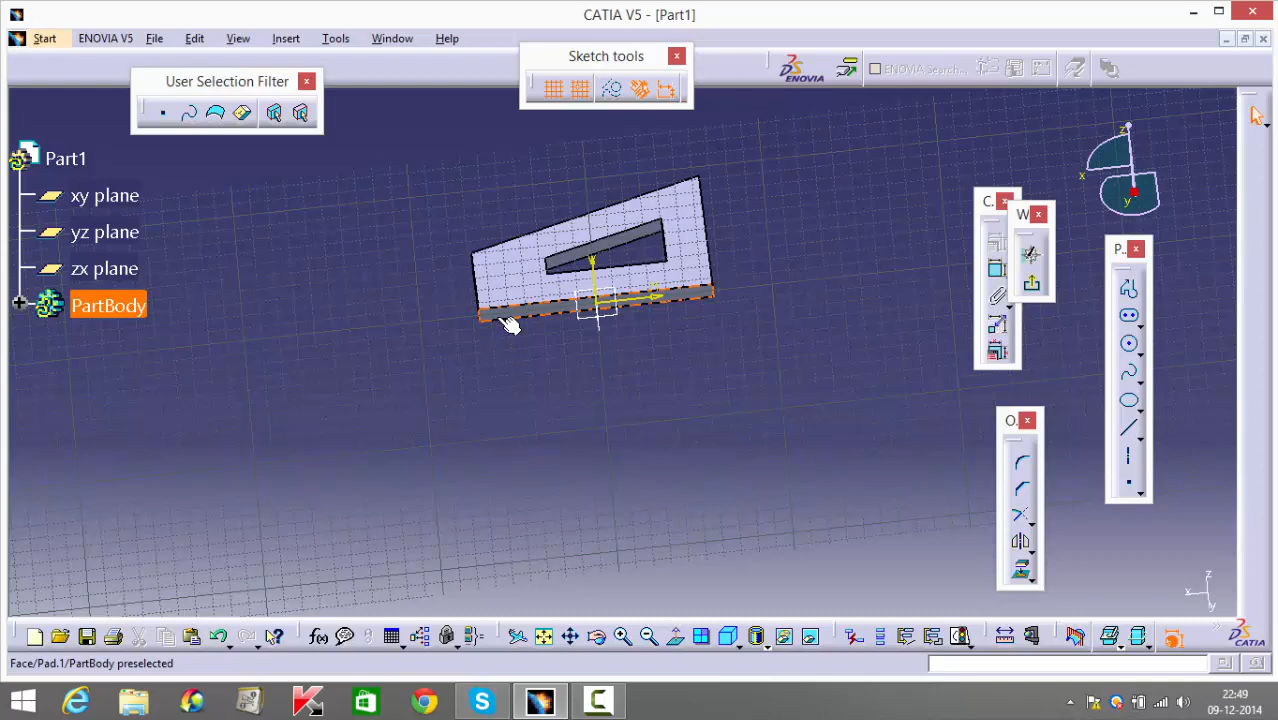 CATIA V5 - [Part1]
Start ENOVIA V5 File Edit View Insert Tools Window Help
Sketch tools
User Selection Filter
ENOVIA
ENOVIA Search...
Part1
xy plane
yz plane
zx plane
PartBody
C.
W
P..
O.
z
x
y
z
x
y
f(x)
CATIA
Face/Pad.1/PartBody preselected
22:49
09-12-2014